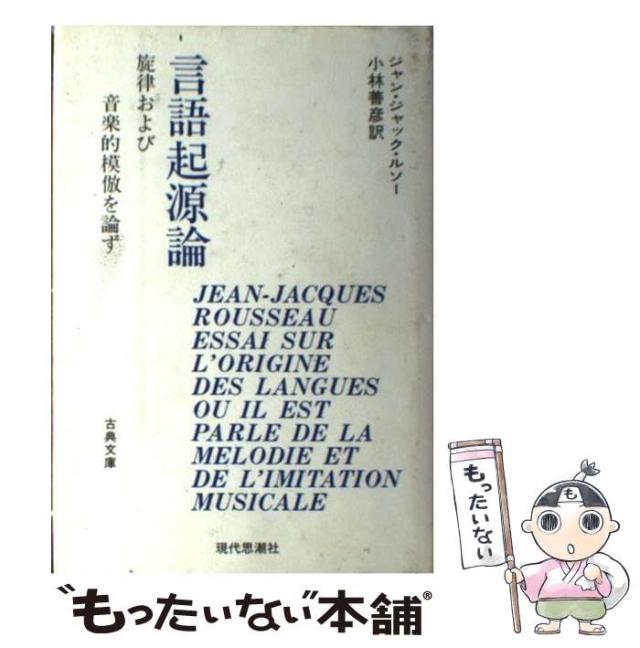 ジャン・ジャック・ルソー
小林善彦訳
言語起源論
旋律および
音楽的模倣を論ず
JEAN-JACQUES
ROUSSEAU
ESSAI SUR
L'ORIGINE
DES LANGUES
OU IL EST
PARLE DE LA
MELODIE ET
DE L'IMITATION
MUSICALE
古典文庫
現代思潮社
もったいない
も
“もったいない”本舗®